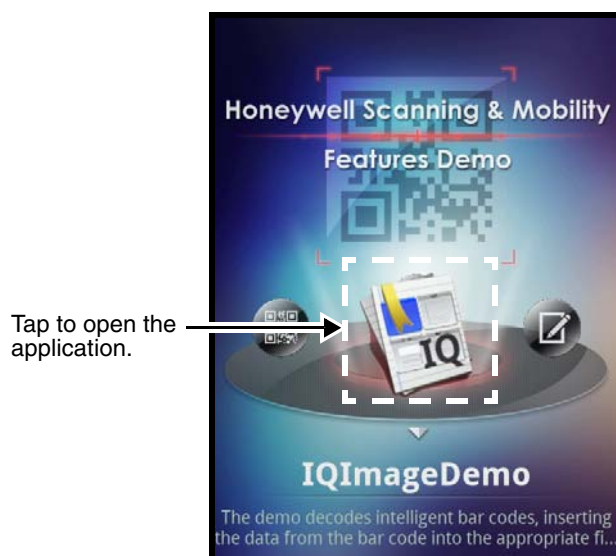 Honeywell Scanning & Mobility
Features Demo
Tap to open the
application.
IQ
IQImageDemo
The demo decodes intelligent bar codes, inserting
the data from the bar code into the appropriate fi...